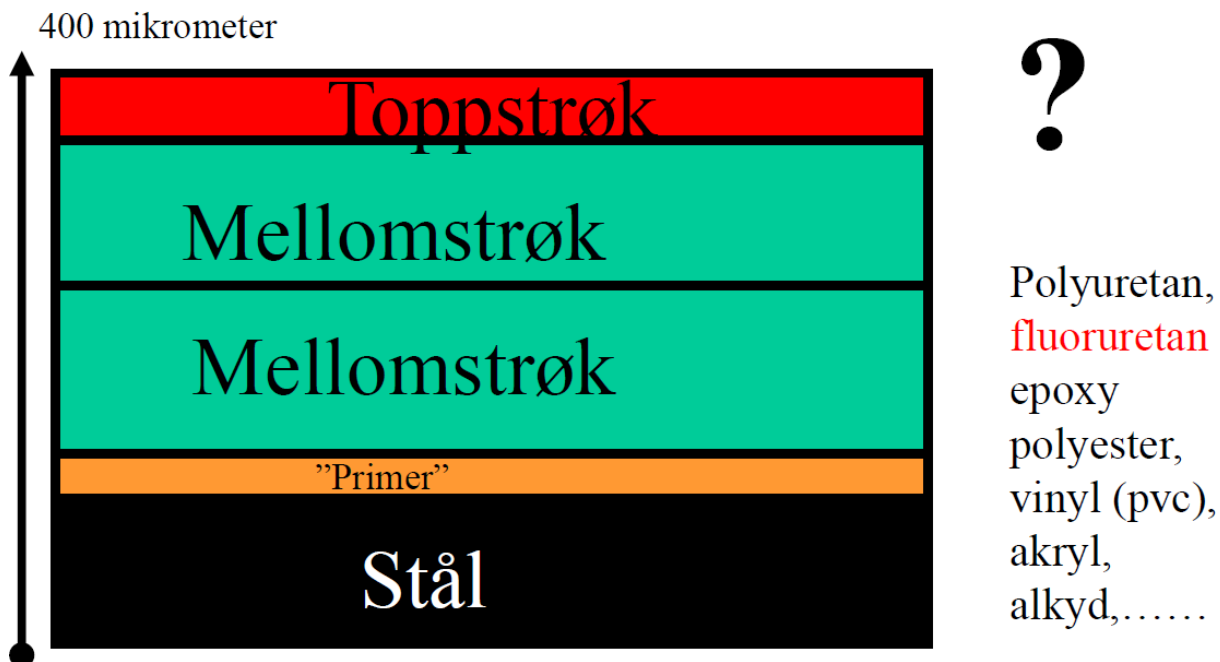 400 mikrometer
Toppstrøk
Mellomstrøk
Mellomstrøk
”Primer”
Stål
?
Polyuretan,
fluoruretan
epoxy
polyester,
vinyl (pvc),
akryl,
alkyd,……